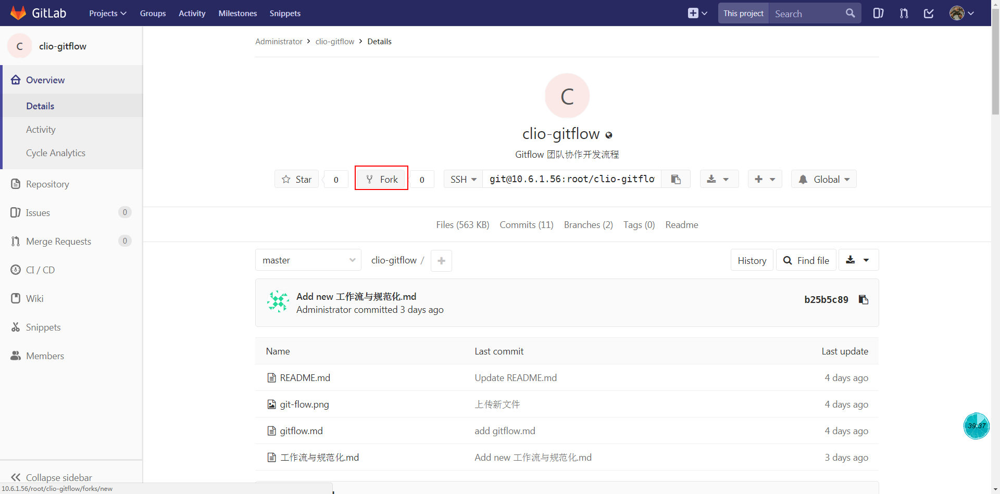 GitLab Projects Groups Activity Milestones Snippets This project Search
C clio-gitflow
Overview
Details
Activity
Cycle Analytics
Repository
Issues 0
Merge Requests 0
CI / CD
Wiki
Snippets
Members
Collapse sidebar
10.6.1.56/root/clio-gitflow/forks/new
Administrator > clio-gitflow > Details
C
clio-gitflow
Gitflow 团队协作开发流程
Star 0 Fork 0 SSH git@10.6.1.56:root/clio-gitflo Global
Files (563 KB) Commits (11) Branches (2) Tags (0) Readme
master clio-gitflow / History Find file
Add new 工作流与规范化.md
Administrator committed 3 days ago
b25b5c89
Name Last commit Last update
README.md Update README.md 4 days ago
git-flow.png 上传新文件 4 days ago
gitflow.md add gitflow.md 4 days ago
工作流与规范化.md Add new 工作流与规范化.md 3 days ago
39:37